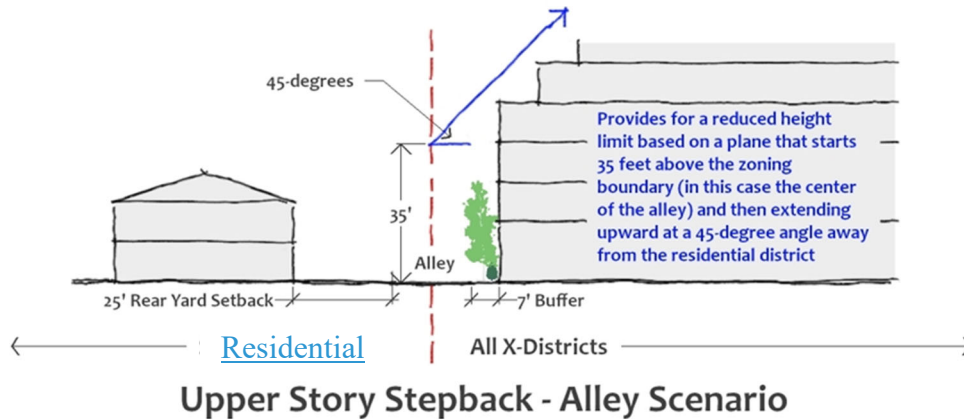 45-degrees
Provides for a reduced height
limit based on a plane that starts
35 feet above the zoning
boundary (in this case the center
of the alley) and then extending
upward at a 45-degree angle away
from the residential district
35'
Alley
25' Rear Yard Setback
7' Buffer
Residential
All X-Districts
Upper Story Stepback - Alley Scenario